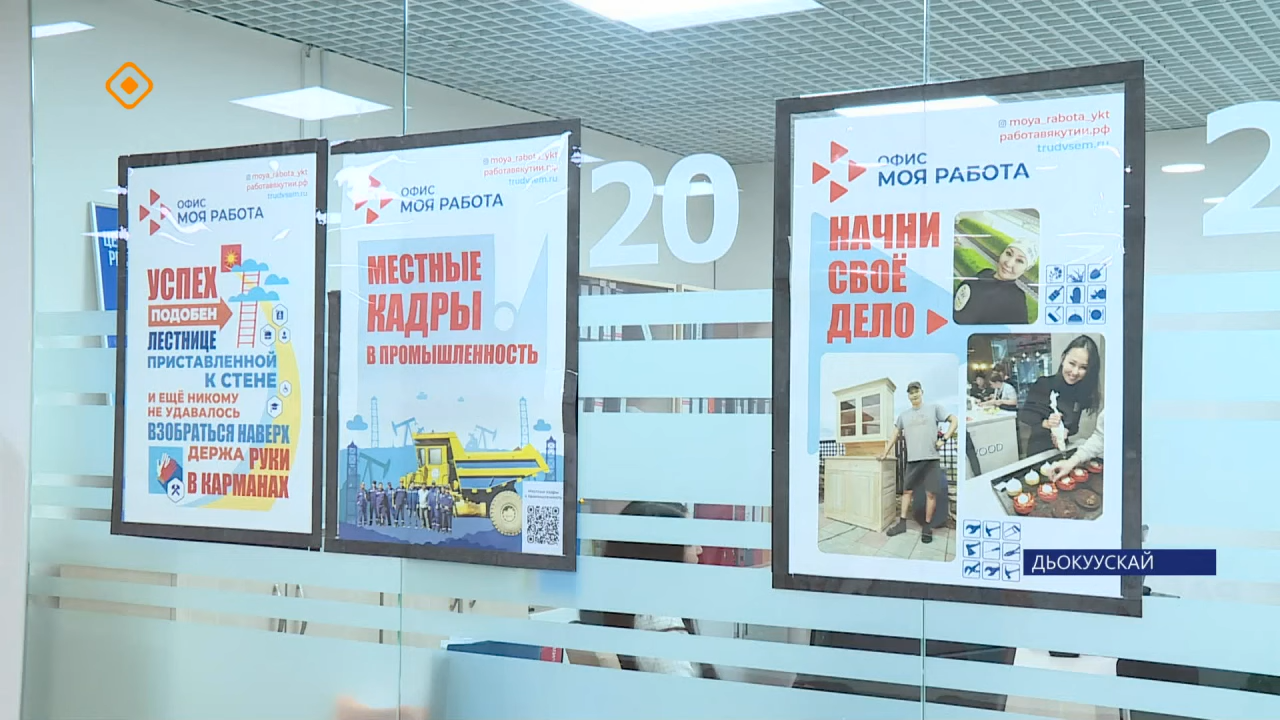 moya_rabota_ykt
работавякутии.рф
trudvsem.ru
ОФИС
МОЯ РАБОТА
УСПЕХ
ПОДОБЕН
ЛЕСТНИЦЕ
ПРИСТАВЛЕННОЙ
К СТЕНЕ
И ЕЩЁ НИКОМУ
НЕ УДАВАЛОСЬ
ВЗОБРАТЬСЯ НАВЕРХ
ДЕРЖА РУКИ
В КАРМАНАХ
moya_rabota_ykt
работавякутии.рф
trudvsem.ru
ОФИС
МОЯ РАБОТА
МЕСТНЫЕ
КАДРЫ
В ПРОМЫШЛЕННОСТЬ
20
moya_rabota_ykt
работавякутии.рф
trudvsem.ru
ОФИС
МОЯ РАБОТА
НАЧНИ
СВОЁ
ДЕЛО
2
ДЬОКУУСКАЙ